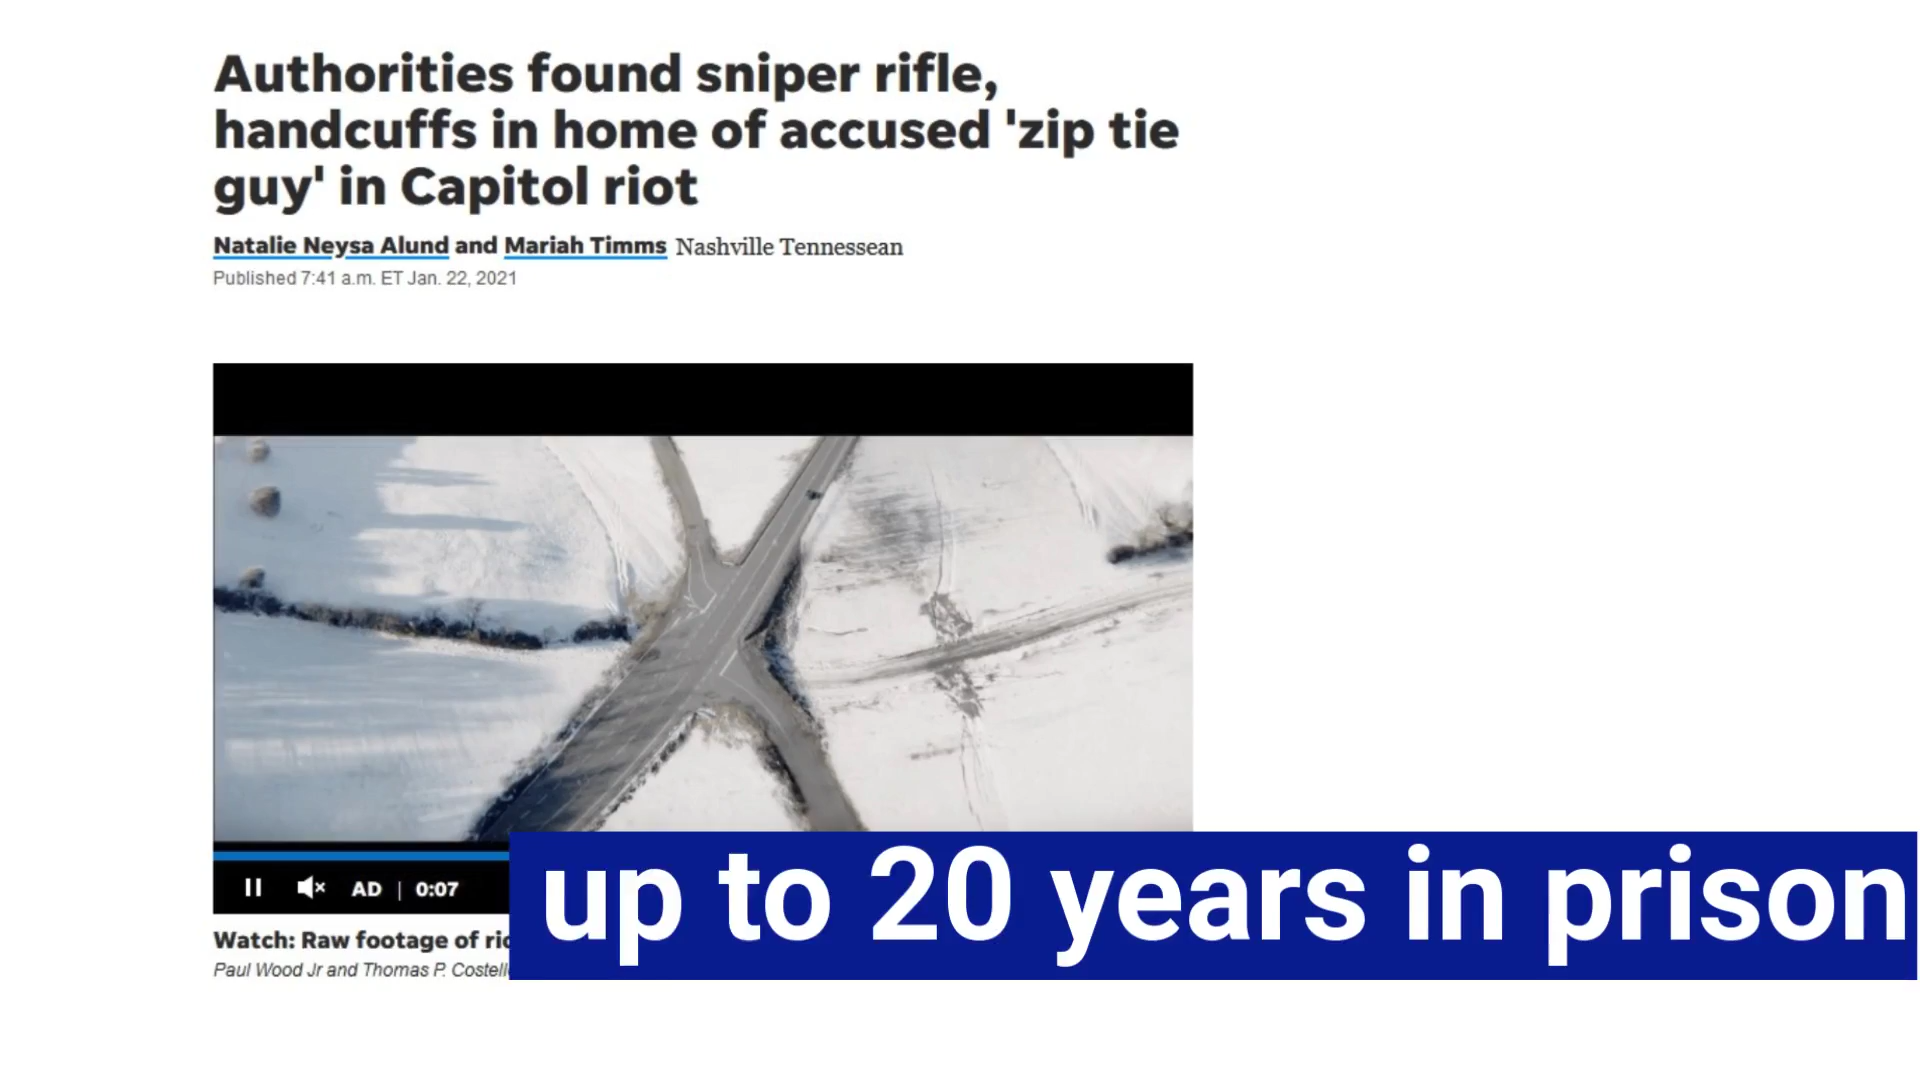 Authorities found sniper rifle,
handcuffs in home of accused 'zip tie
guy' in Capitol riot
Natalie Neysa Alund and Mariah Timms Nashville Tennessean
Published 7:41 a.m. ET Jan. 22, 2021
AD | 0:07
up to 20 years in prison
Watch: Raw footage of
Paul Wood Jr and Thomas P.